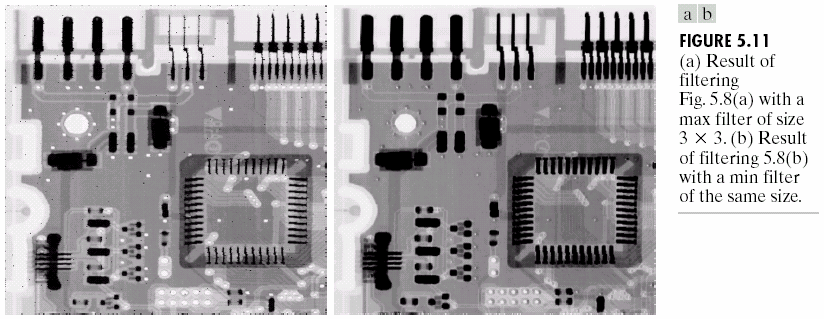 a b
FIGURE 5.11
(a) Result of
filtering
Fig. 5.8(a) with a
max filter of size
3 × 3. (b) Result
of filtering 5.8(b)
with a min filter
of the same size.